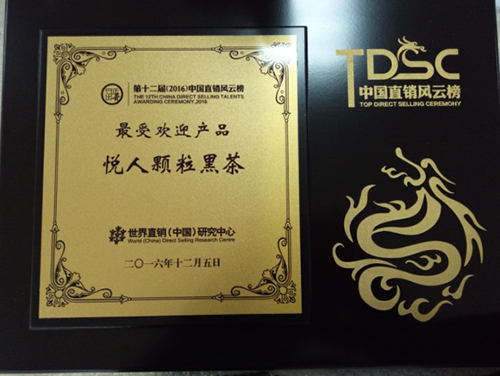 第十二届(2016)中国直销风云榜
THE 12TH CHINA DIRECT SELLING TALENTS
AWARDING CEREMONY,2016
最受欢迎产品
悦人颗粒黑茶
世界直销（中国）研究中心
World (China) Direct Selling Research Centre
二〇一六年十二月五日
TDSC
中国直销风云榜
TOP DIRECT SELLING CEREMONY